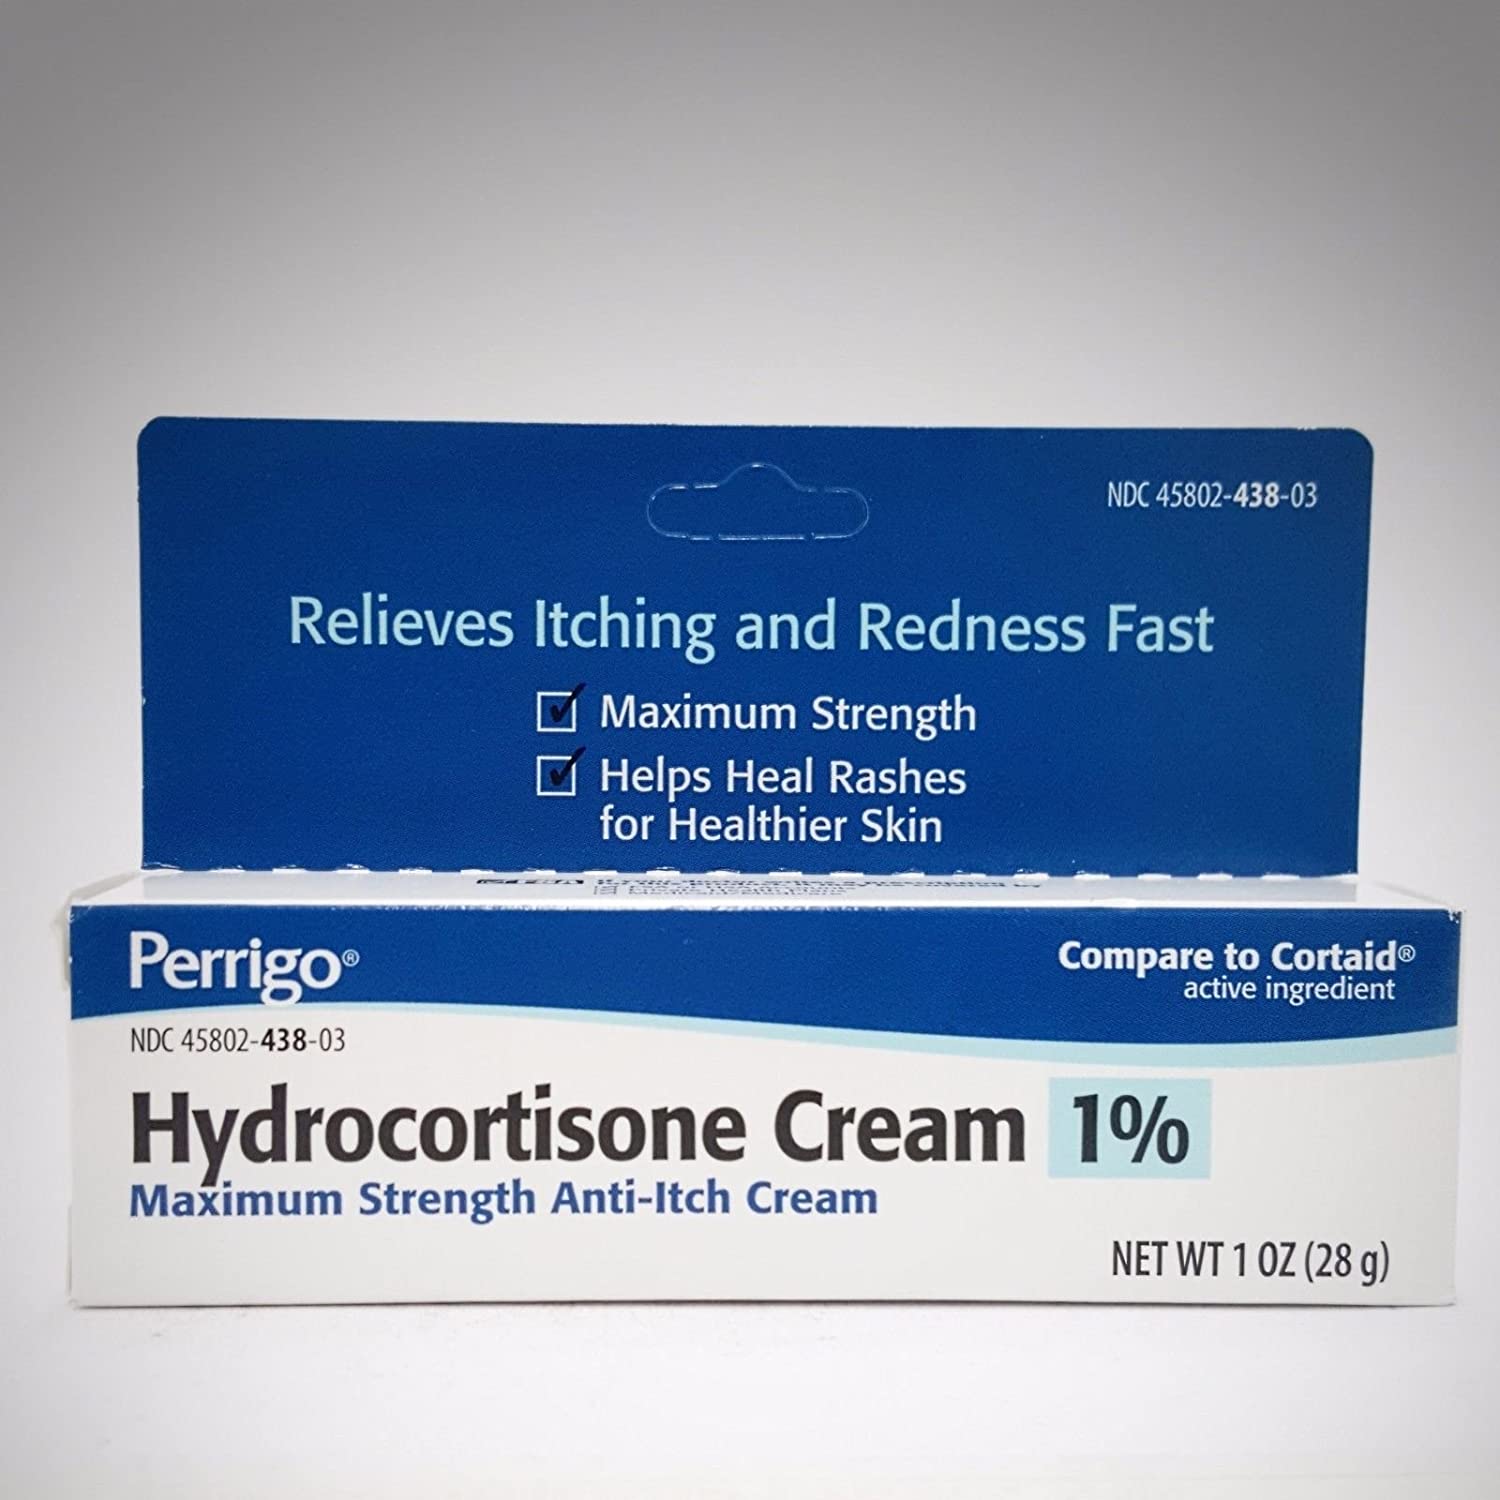 NDC 45802-438-03
Relieves Itching and Redness Fast
Maximum Strength
Helps Heal Rashes
for Healthier Skin
Perrigo®
Compare to Cortaid®
active ingredient
NDC 45802-438-03
Hydrocortisone Cream 1%
Maximum Strength Anti-Itch Cream
NET WT 1 OZ (28 g)